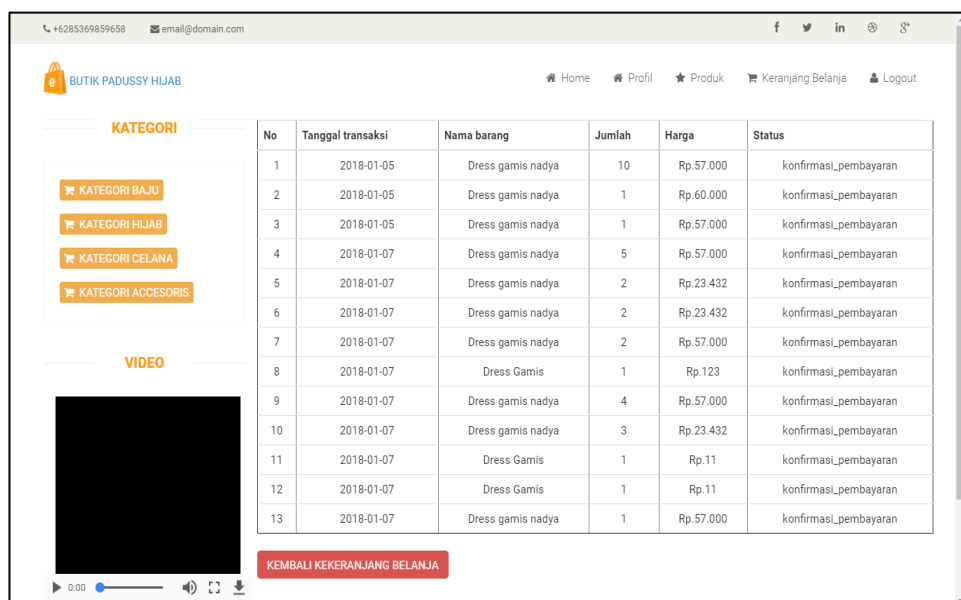 +6285369859658 email@domain.com
BUTIK PADUSSY HIJAB
Home Profil Produk Keranjang Belanja Logout
KATEGORI
KATEGORI BAJU
KATEGORI HIJAB
KATEGORI CELANA
KATEGORI ACCESORIS
VIDEO
0:00
No Tanggal transaksi Nama barang Jumlah Harga Status
1 2018-01-05 Dress gamis nadya 10 Rp.57.000 konfirmasi_pembayaran
2 2018-01-05 Dress gamis nadya 1 Rp.60.000 konfirmasi_pembayaran
3 2018-01-05 Dress gamis nadya 1 Rp.57.000 konfirmasi_pembayaran
4 2018-01-07 Dress gamis nadya 5 Rp.57.000 konfirmasi_pembayaran
5 2018-01-07 Dress gamis nadya 2 Rp.23.432 konfirmasi_pembayaran
6 2018-01-07 Dress gamis nadya 2 Rp.23.432 konfirmasi_pembayaran
7 2018-01-07 Dress gamis nadya 2 Rp.57.000 konfirmasi_pembayaran
8 2018-01-07 Dress Gamis 1 Rp.123 konfirmasi_pembayaran
9 2018-01-07 Dress gamis nadya 4 Rp.57.000 konfirmasi_pembayaran
10 2018-01-07 Dress gamis nadya 3 Rp.23.432 konfirmasi_pembayaran
11 2018-01-07 Dress Gamis 1 Rp.11 konfirmasi_pembayaran
12 2018-01-07 Dress Gamis 1 Rp.11 konfirmasi_pembayaran
13 2018-01-07 Dress gamis nadya 1 Rp.57.000 konfirmasi_pembayaran
KEMBALI KEKERANJANG BELANJA